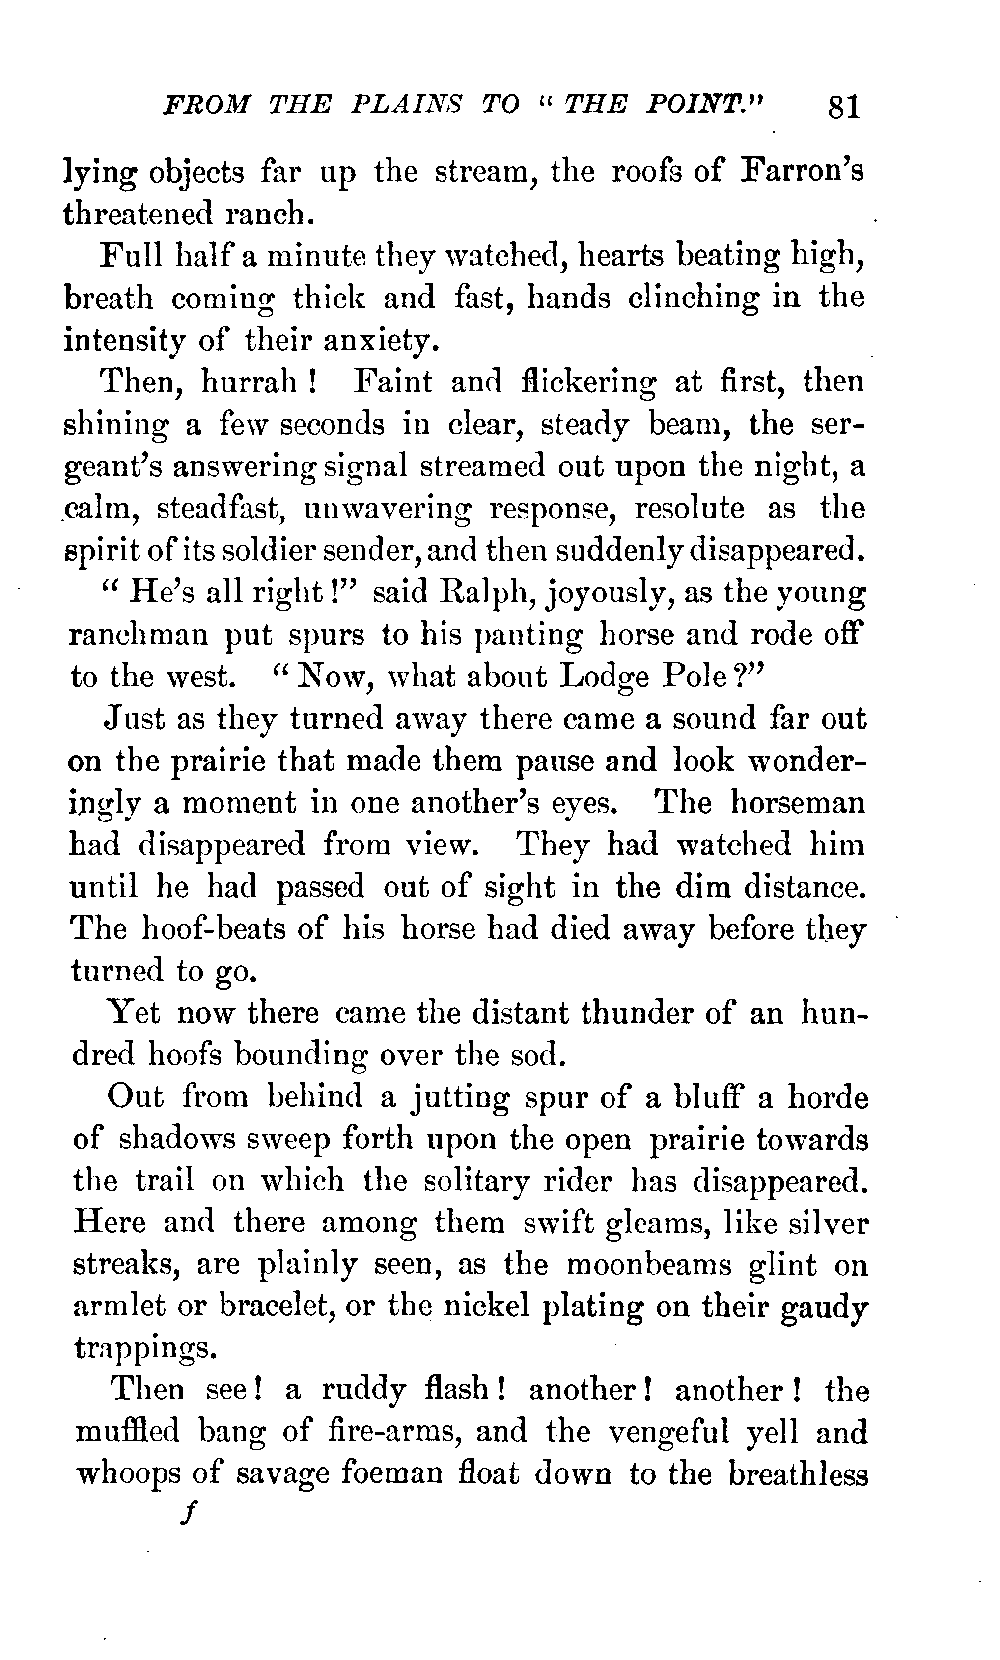 FROM THE PLAINS TO "THE POINT." 81
lying objects far up the stream, the roofs of Farron's
threatened ranch.
Full half a minute they watched, hearts beating high,
breath coming thick and fast, hands clinching in the
intensity of their anxiety.
Then, hurrah! Faint and flickering at first, then
shining a few seconds in clear, steady beam, the ser-
geant's answering signal streamed out upon the night, a
calm, steadfast, unwavering response, resolute as the
spirit of its soldier sender, and then suddenly disappeared.
"He's all right!" said Ralph, joyously, as the young
ranchman put spurs to his panting horse and rode off
to the west. "Now, what about Lodge Pole?"
Just as they turned away there came a sound far out
on the prairie that made them pause and look wonder-
ingly a moment in one another's eyes. The horseman
had disappeared from view. They had watched him
until he had passed out of sight in the dim distance.
The hoof-beats of his horse had died away before they
turned to go.
Yet now there came the distant thunder of an hun-
dred hoofs bounding over the sod.
Out from behind a jutting spur of a bluff a horde
of shadows sweep forth upon the open prairie towards
the trail on which the solitary rider has disappeared.
Here and there among them swift gleams, like silver
streaks, are plainly seen, as the moonbeams glint on
armlet or bracelet, or the nickel plating on their gaudy
trappings.
Then see! a ruddy flash! another! another! the
muffled bang of fire-arms, and the vengeful yell and
whoops of savage foeman float down to the breathless
f